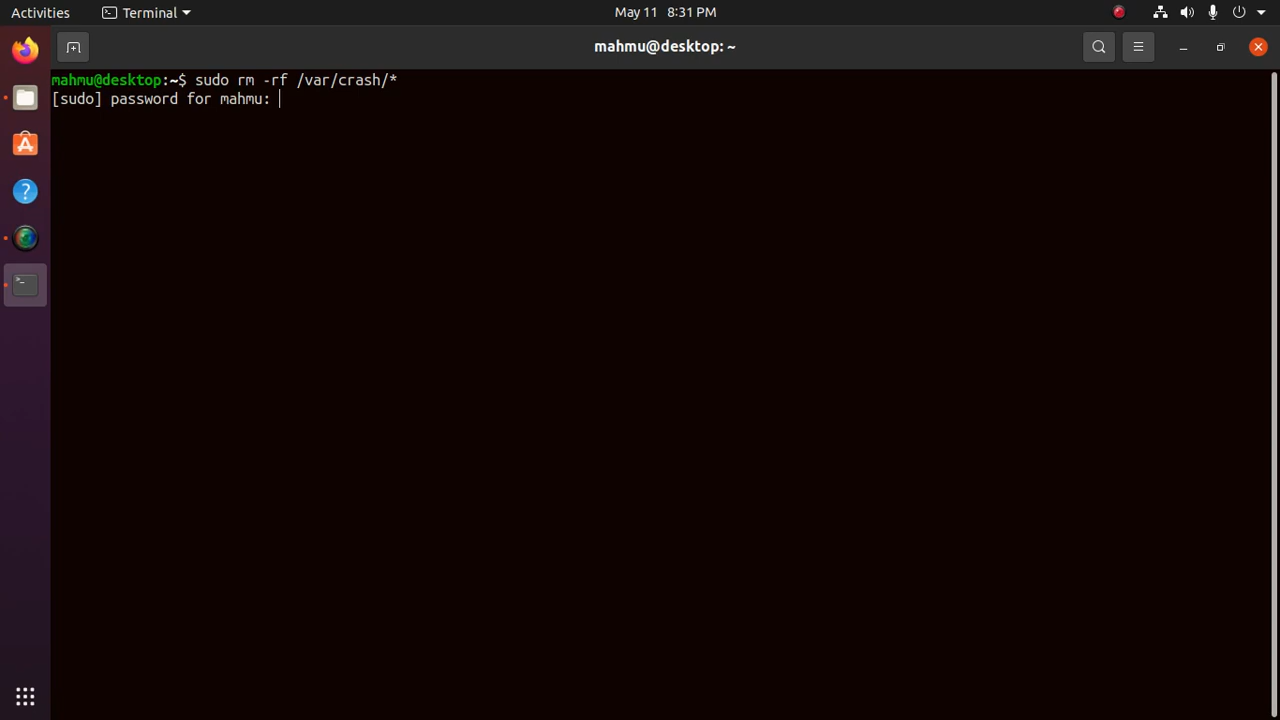 Activities Terminal May 11 8:31 PM
mahmu@desktop: ~
mahmu@desktop:~$ sudo rm -rf /var/crash/*
[sudo] password for mahmu: